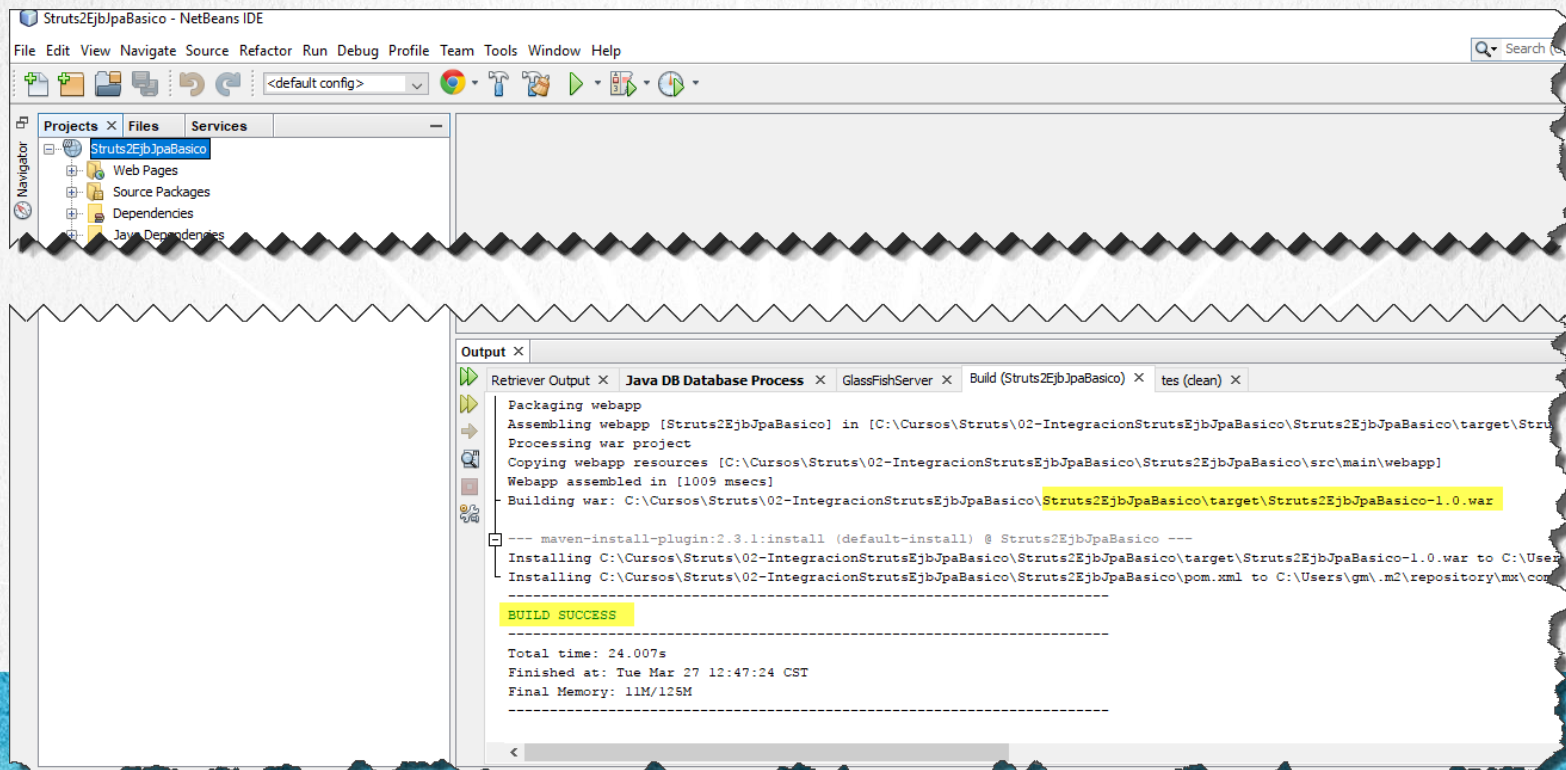 Struts2EjbJpaBasico - NetBeans IDE
File Edit View Navigate Source Refactor Run Debug Profile Team Tools Window Help
Search
<default config>
Projects Files Services
Navigator
Struts2EjbJpaBasico
Web Pages
Source Packages
Dependencies
Java Dependencies
Output
Retriever Output Java DB Database Process GlassFishServer Build (Struts2EjbJpaBasico) tes (clean)
Packaging webapp
Assembling webapp [Struts2EjbJpaBasico] in [C:\Cursos\Struts\02-IntegracionStrutsEjbJpaBasico\Struts2EjbJpaBasico\target\Stru
Processing war project
Copying webapp resources [C:\Cursos\Struts\02-IntegracionStrutsEjbJpaBasico\Struts2EjbJpaBasico\src\main\webapp]
Webapp assembled in [1009 msecs]
Building war: C:\Cursos\Struts\02-IntegracionStrutsEjbJpaBasico\Struts2EjbJpaBasico\target\Struts2EjbJpaBasico-1.0.war
--- maven-install-plugin:2.3.1:install (default-install) @ Struts2EjbJpaBasico ---
Installing C:\Cursos\Struts\02-IntegracionStrutsEjbJpaBasico\Struts2EjbJpaBasico\target\Struts2EjbJpaBasico-1.0.war to C:\User
Installing C:\Cursos\Struts\02-IntegracionStrutsEjbJpaBasico\Struts2EjbJpaBasico\pom.xml to C:\Users\gm\.m2\repository\mx\com
------------------------------------------------------------------------
BUILD SUCCESS
------------------------------------------------------------------------
Total time: 24.007s
Finished at: Tue Mar 27 12:47:24 CST
Final Memory: 11M/125M
------------------------------------------------------------------------